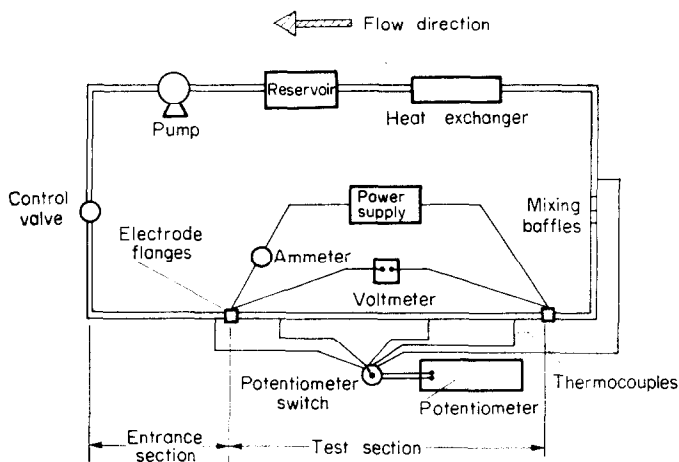 Flow direction
Reservoir
Pump
Heat exchanger
Control
valve
Power
supply
Mixing
baffles
Electrode
flanges
Ammeter
Voltmeter
Potentiometer
switch
Thermocouples
Potentiometer
Entrance
section
Test section